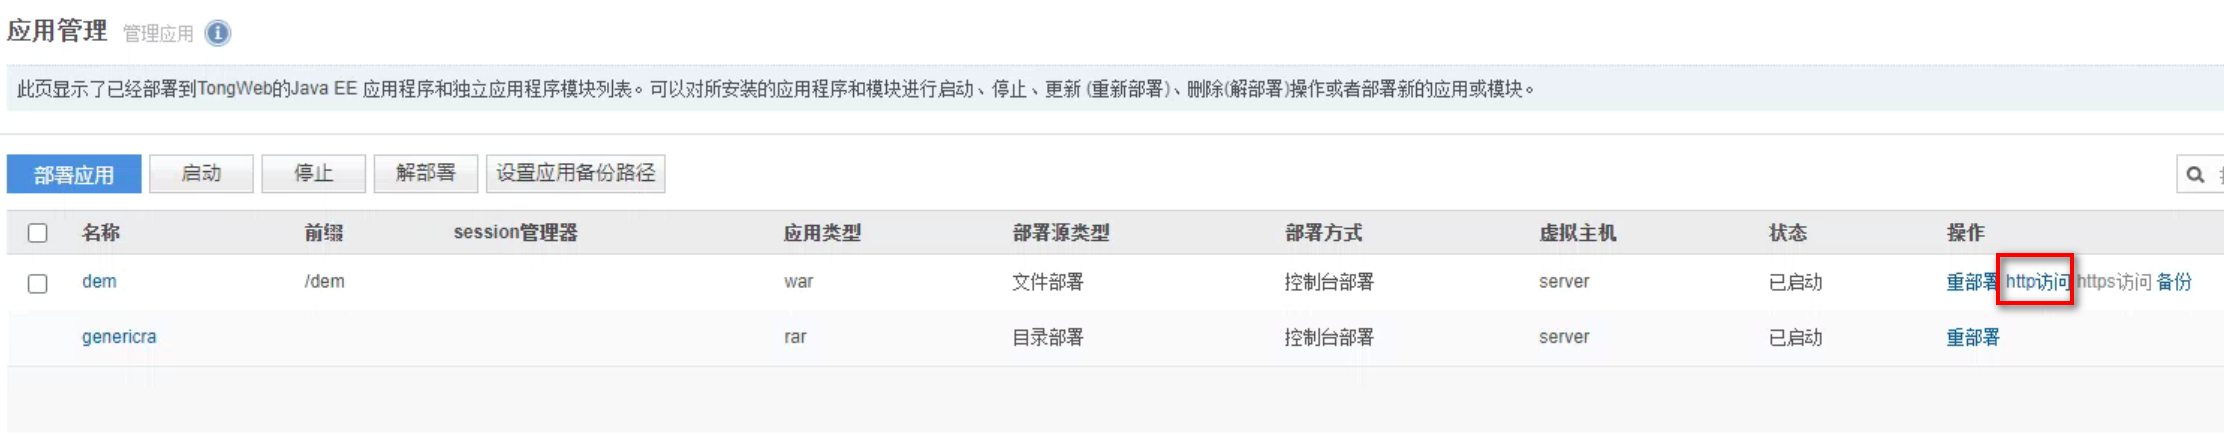 应用管理 管理应用
此页显示了已经部署到TongWeb的Java EE 应用程序和独立应用程序模块列表。可以对所安装的应用程序和模块进行启动、停止、更新 (重新部署)、删除(解部署)操作或者部署新的应用或模块。
部署应用 启动 停止 解部署 设置应用备份路径
名称 前缀 session管理器 应用类型 部署源类型 部署方式 虚拟主机 状态 操作
dem /dem war 文件部署 控制台部署 server 已启动 重部署 http访问 https访问 备份
genericra rar 目录部署 控制台部署 server 已启动 重部署